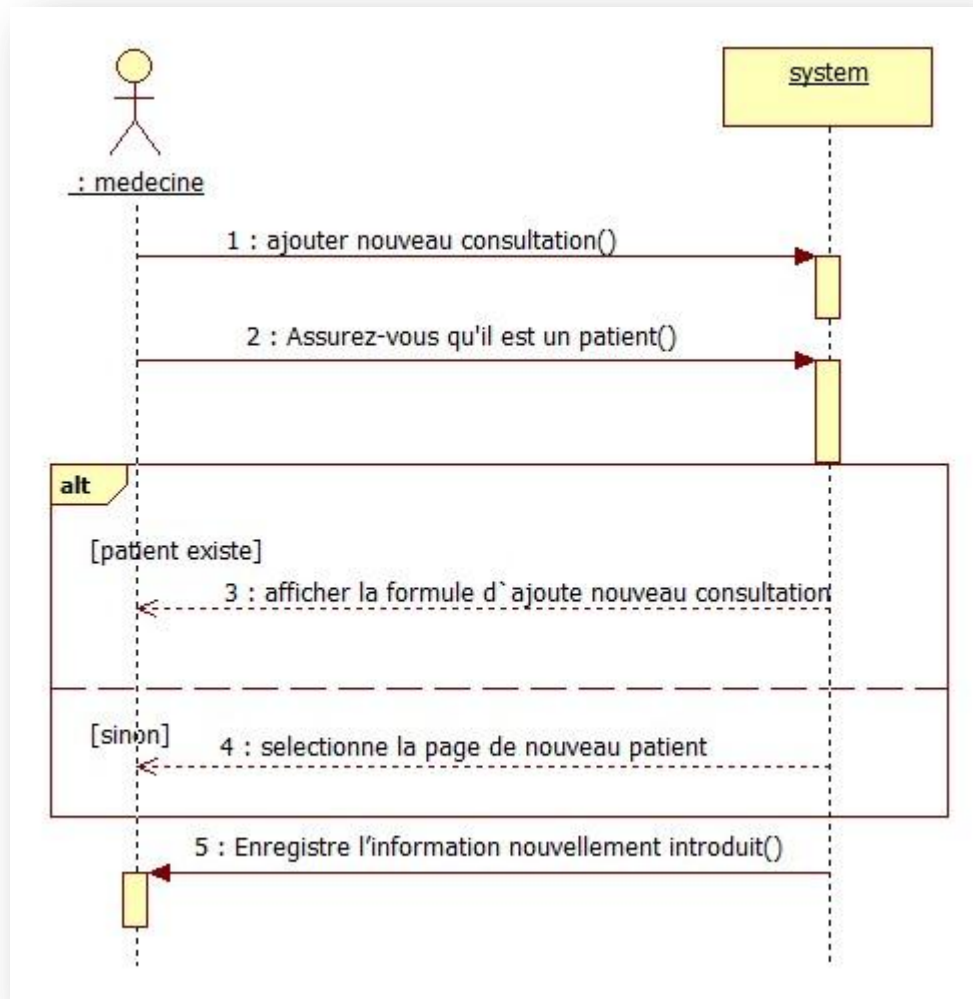 system
: medecine
1 : ajouter nouveau consultation()
2 : Assurez-vous qu'il est un patient()
alt
[patient existe]
3 : afficher la formule d`ajoute nouveau consultation
[sinon]
4 : selectionne la page de nouveau patient
5 : Enregistre l'information nouvellement introduit()